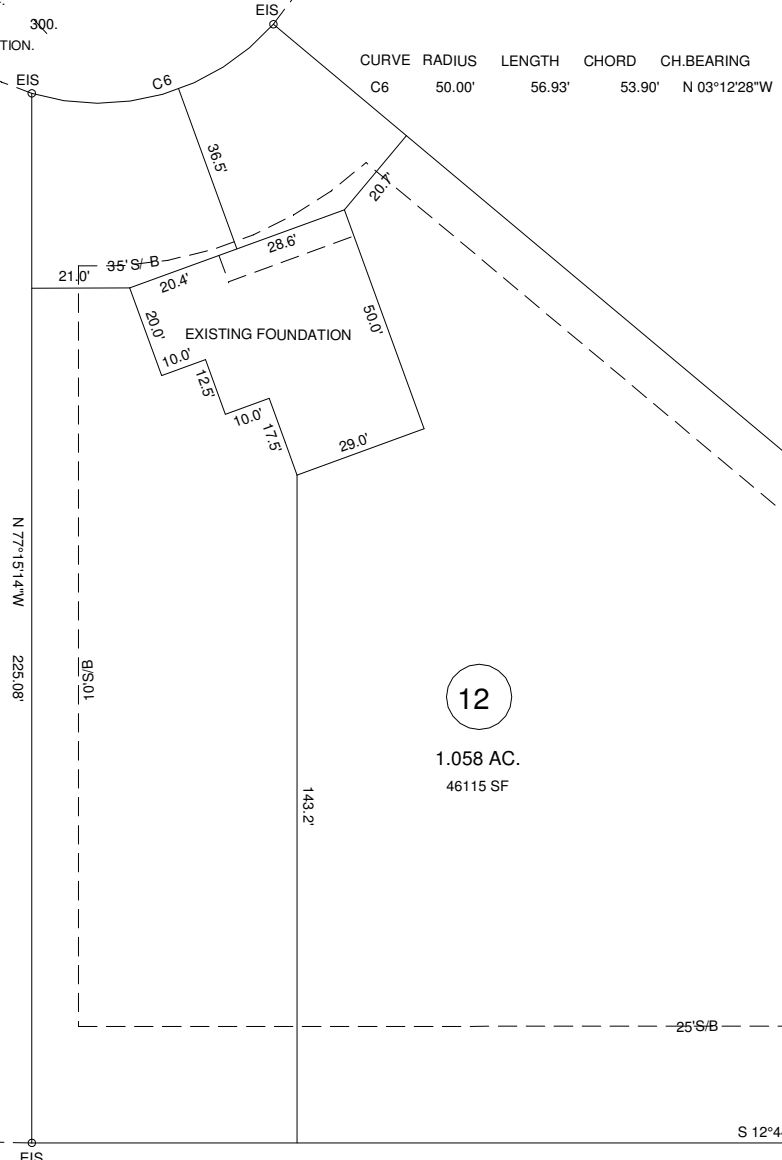 EIS
300.
TION.
CURVE RADIUS LENGTH CHORD CH.BEARING
C6 50.00' 56.93' 53.90' N 03°12'28"W
EIS
C6
36.5'
20.7'
28.6'
35' S/ B
21.0'
20.4'
20.0'
50.0'
EXISTING FOUNDATION
10.0'
12.5'
10.0'
17.5'
29.0'
N 77°15'14"W 225.08'
10'S/B
12
1.058 AC.
46115 SF
143.2'
25'S/B
S 12°4
EIS